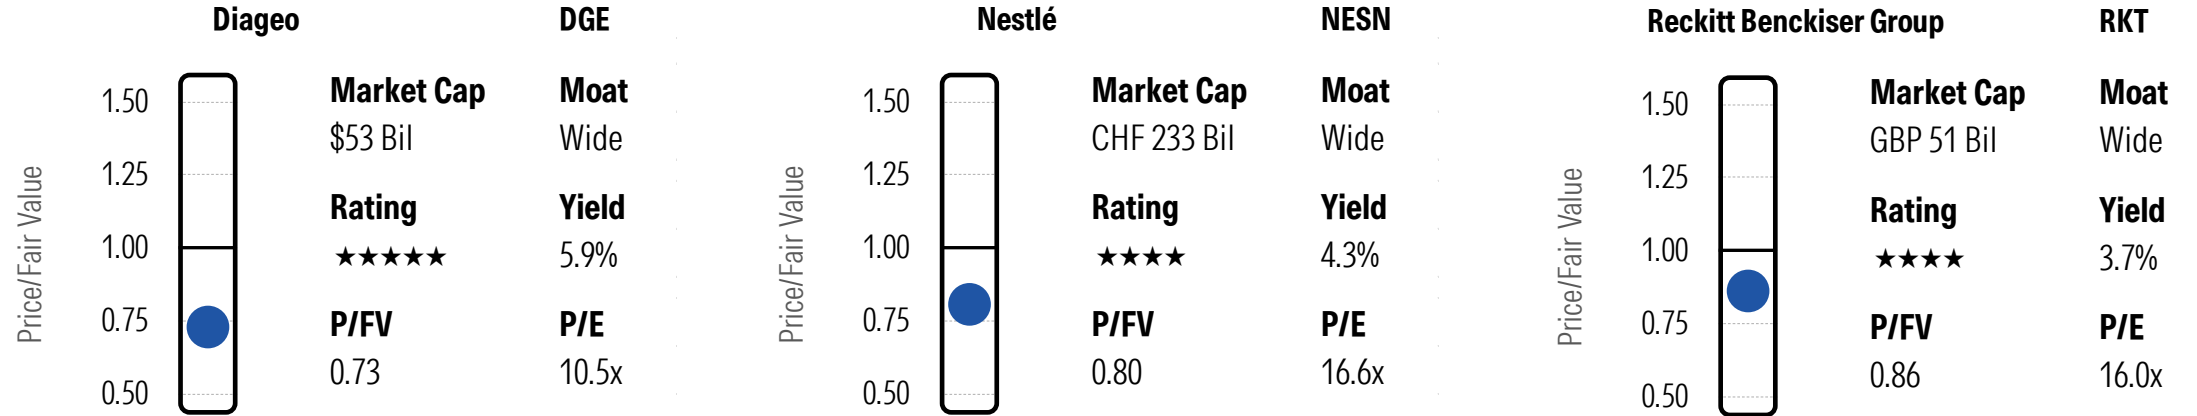 Diageo DGE
Price/Fair Value
1.50
1.25
1.00
0.75
0.50
Market Cap Moat
$53 Bil Wide
Rating Yield
★★★★★ 5.9%
P/FV P/E
0.73 10.5x
Nestlé NESN
Price/Fair Value
1.50
1.25
1.00
0.75
0.50
Market Cap Moat
CHF 233 Bil Wide
Rating Yield
★★★★ 4.3%
P/FV P/E
0.80 16.6x
Reckitt Benckiser Group RKT
Price/Fair Value
1.50
1.25
1.00
0.75
0.50
Market Cap Moat
GBP 51 Bil Wide
Rating Yield
★★★★ 3.7%
P/FV P/E
0.86 16.0x